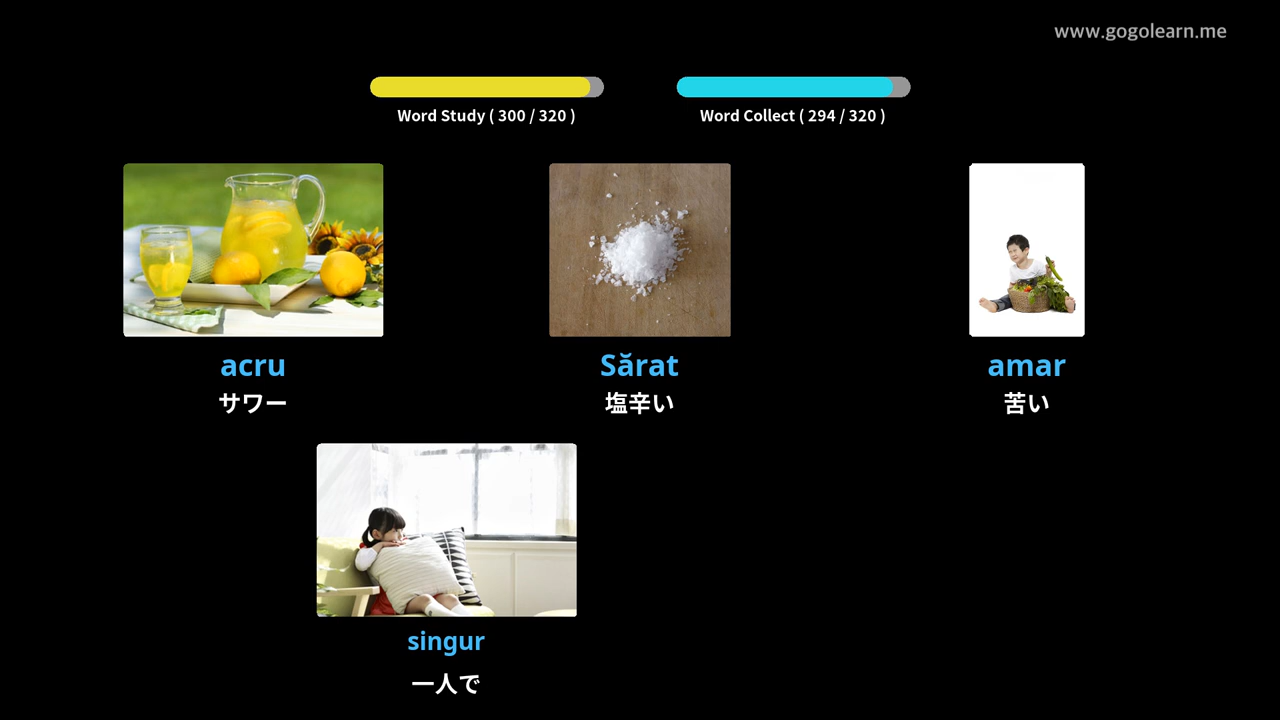 www.gogolearn.me
Word Study ( 300 / 320 )
Word Collect ( 294 / 320 )
acru
サワー
Sărat
塩辛い
amar
苦い
singur
一人で